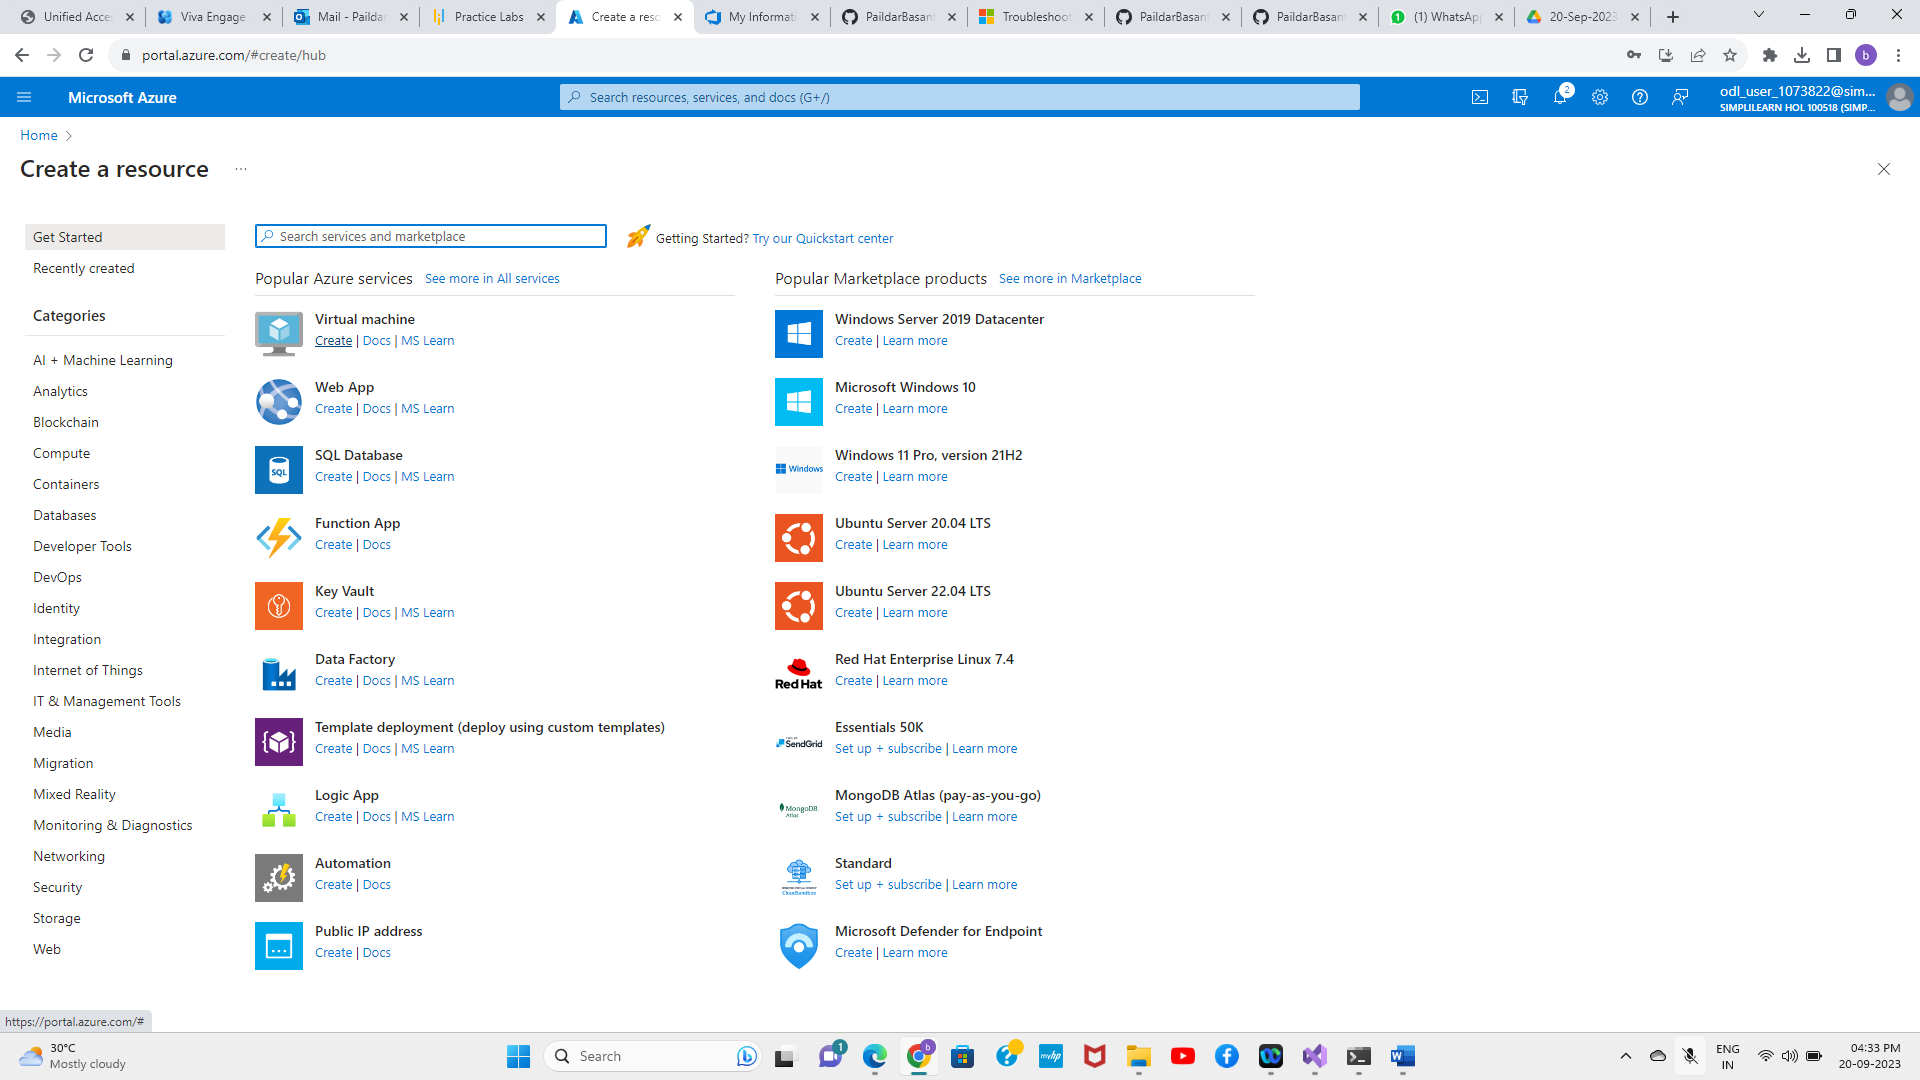 Unified Acces
Viva Engage
Mail - Paildar
Practice Labs
Create a reso
My Informati
PaildarBasant
Troubleshoot
PaildarBasant
PaildarBasant
(1) WhatsApp
20-Sep-2023
portal.azure.com/#create/hub
b
Microsoft Azure
Search resources, services, and docs (G+/)
2
odl_user_1073822@sim...
SIMPLILEARN HOL 100518 (SIMP...
Home
Create a resource
...
Get Started
Recently created
Categories
AI + Machine Learning
Analytics
Blockchain
Compute
Containers
Databases
Developer Tools
DevOps
Identity
Integration
Internet of Things
IT & Management Tools
Media
Migration
Mixed Reality
Monitoring & Diagnostics
Networking
Security
Storage
Web
Search services and marketplace
Getting Started? Try our Quickstart center
Popular Azure services See more in All services
Virtual machine
Create | Docs | MS Learn
Web App
Create | Docs | MS Learn
SQL
SQL Database
Create | Docs | MS Learn
Function App
Create | Docs
Key Vault
Create | Docs | MS Learn
Data Factory
Create | Docs | MS Learn
Template deployment (deploy using custom templates)
Create | Docs | MS Learn
Logic App
Create | Docs | MS Learn
Automation
Create | Docs
Public IP address
Create | Docs
Popular Marketplace products See more in Marketplace
Windows Server 2019 Datacenter
Create | Learn more
Microsoft Windows 10
Create | Learn more
Windows
Windows 11 Pro, version 21H2
Create | Learn more
Ubuntu Server 20.04 LTS
Create | Learn more
Ubuntu Server 22.04 LTS
Create | Learn more
Red Hat
Red Hat Enterprise Linux 7.4
Create | Learn more
SendGrid
Essentials 50K
Set up + subscribe | Learn more
MongoDB.
Atlas
MongoDB Atlas (pay-as-you-go)
Set up + subscribe | Learn more
CloudSandbox
Standard
Set up + subscribe | Learn more
Microsoft Defender for Endpoint
Create | Learn more
https://portal.azure.com/#
30°C
Mostly cloudy
Search
1
b
myhp
ENG
IN
04:33 PM
20-09-2023